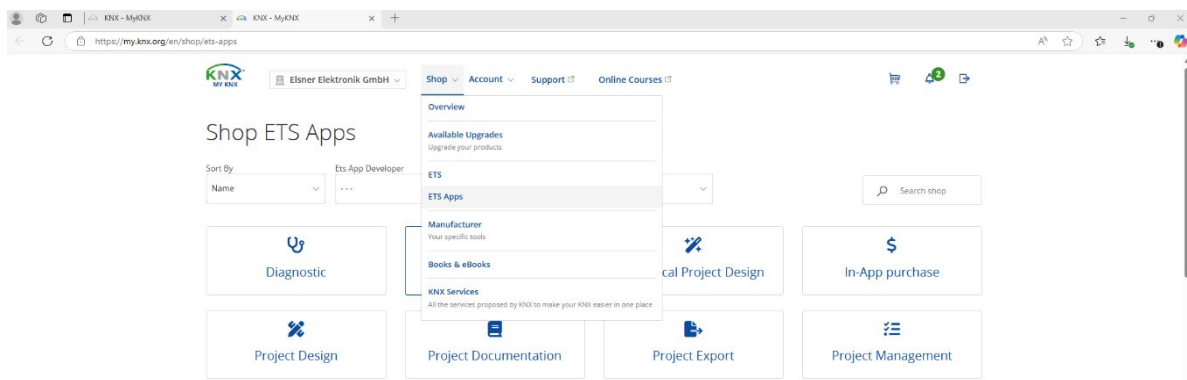 KNX - MyKNX
KNX - MyKNX
https://my.knx.org/en/shop/ets-apps
KNX
MY KNX
Elsner Elektronik GmbH
Shop
Account
Support
Online Courses
2
Overview
Available Upgrades
Upgrade your products
ETS
ETS Apps
Manufacturer
Your specific tools
Books & eBooks
KNX Services
All the services proposed by KNX to make your KNX easier in one place
Shop ETS Apps
Sort By
Ets App Developer
Name
---
Search shop
Diagnostic
cal Project Design
In-App purchase
Project Design
Project Documentation
Project Export
Project Management